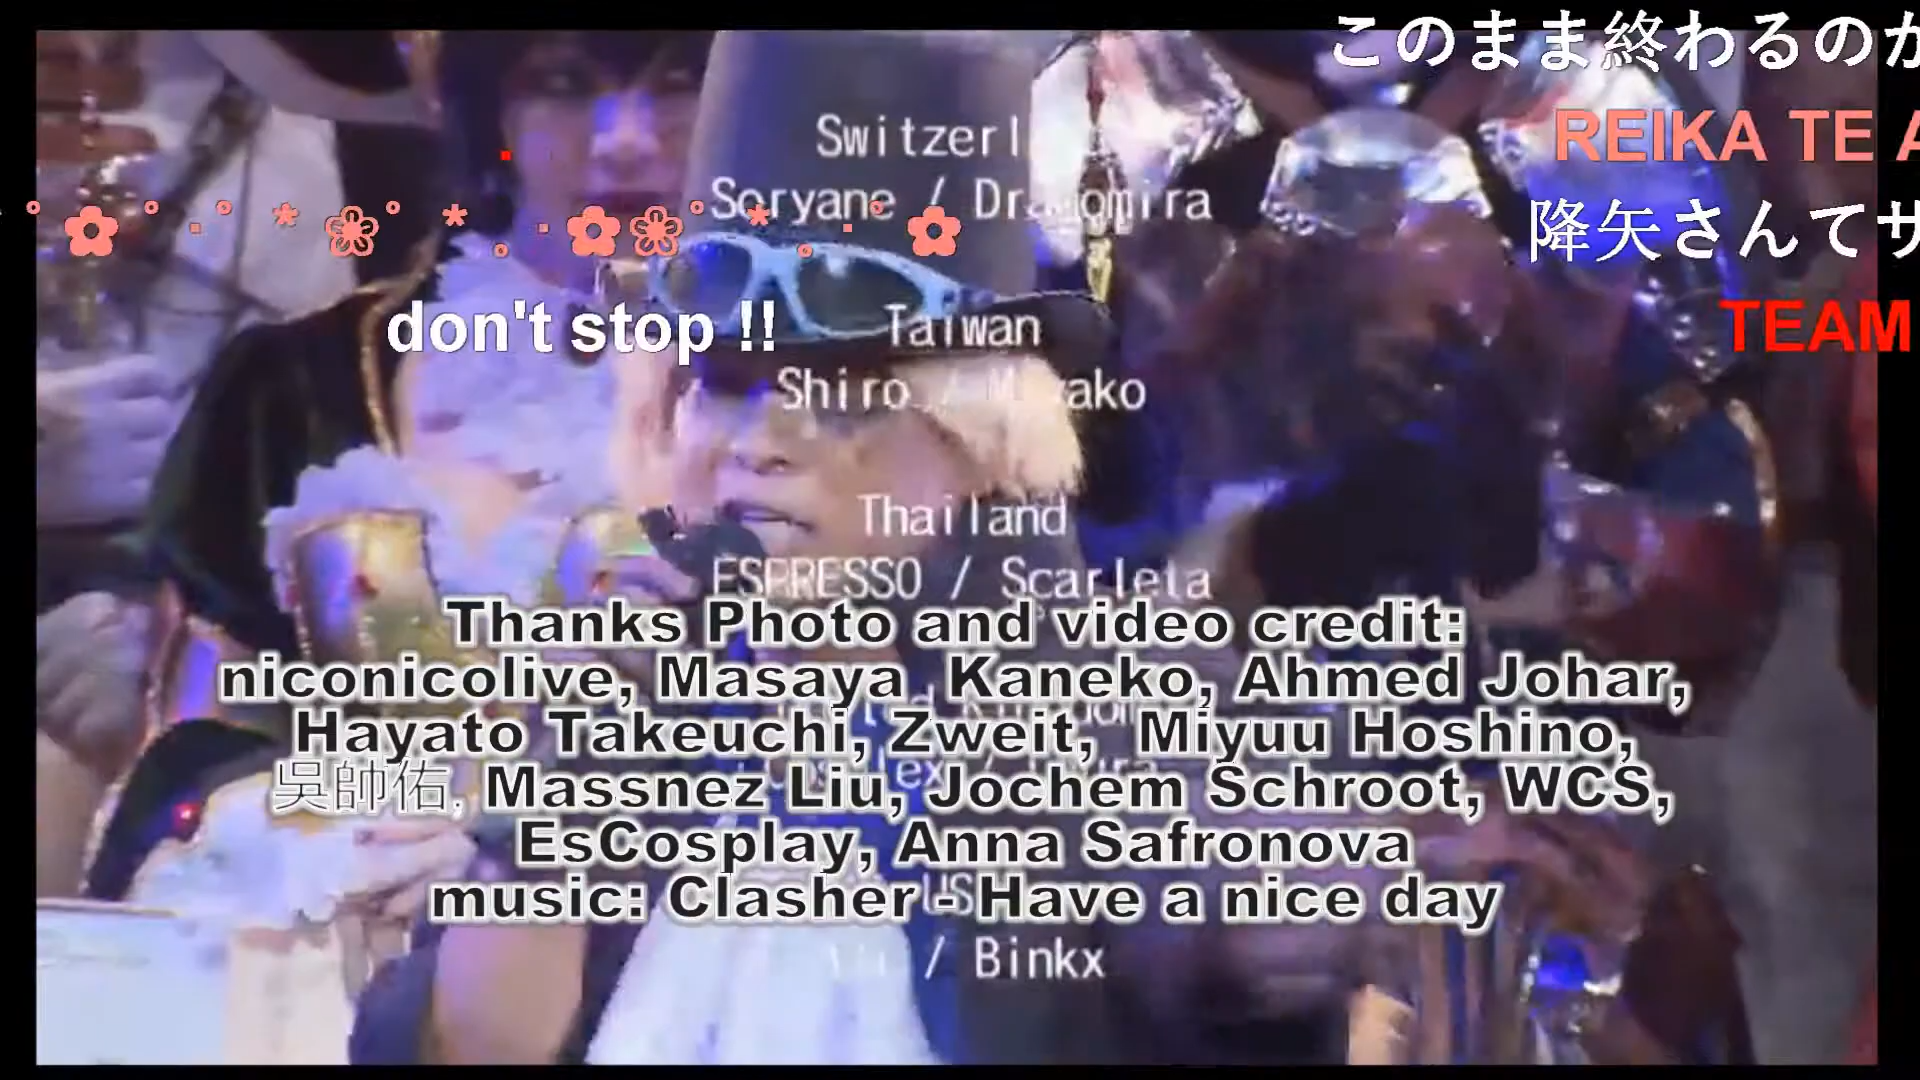 このまま終わるのか
Switzerl
REIKA TE A
Soryane / Dragomira
降矢さんてサ
don't stop !!
Taiwan
TEAM
Shiro / Miyako
Thailand
ESPRESSO / Scarleta
Thanks Photo and video credit:
niconicolive, Masaya Kaneko, Ahmed Johar,
Hayato Takeuchi, Zweit, Miyuu Hoshino,
吳帥佑, Massnez Liu, Jochem Schroot, WCS,
EsCosplay, Anna Safronova
music: Clasher - Have a nice day
/ Binkx